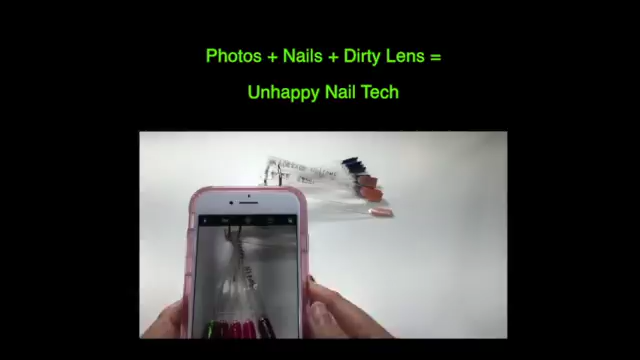 Photos + Nails + Dirty Lens =
Unhappy Nail Tech